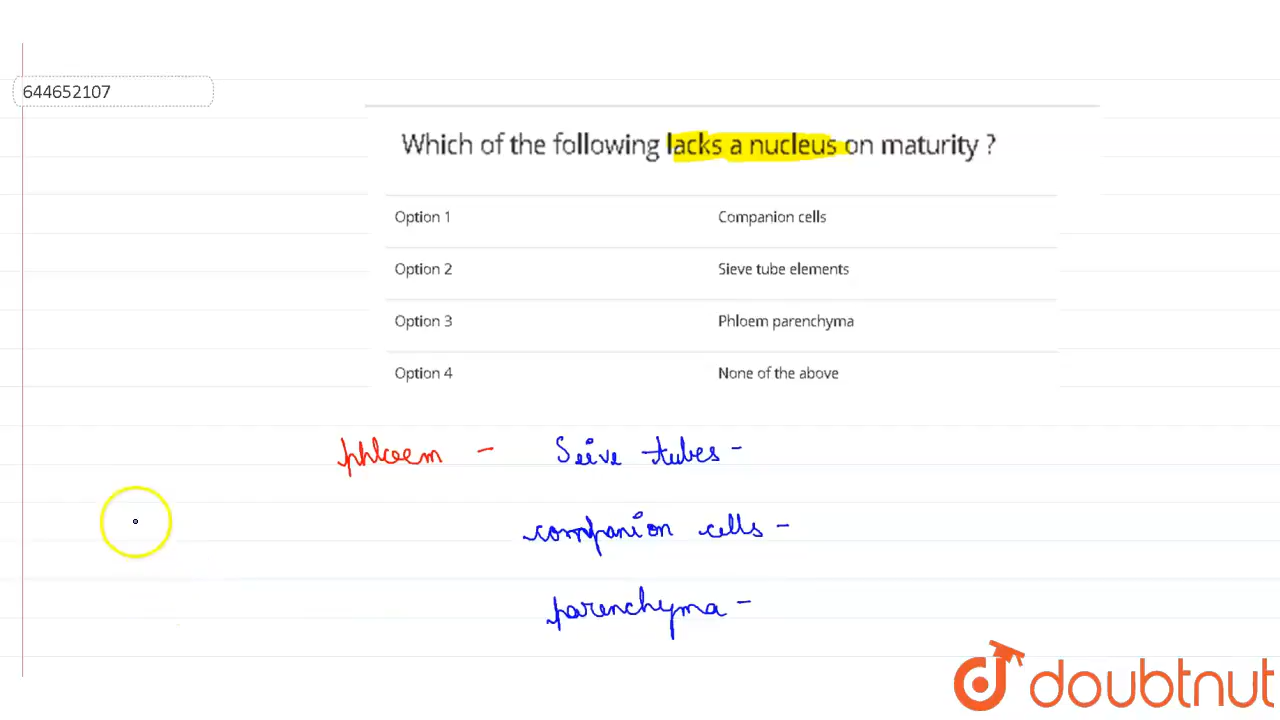 644652107
Which of the following lacks a nucleus on maturity ?
Option 1 Companion cells
Option 2 Sieve tube elements
Option 3 Phloem parenchyma
Option 4 None of the above
phloem - Seive tubes -
companion cells -
parenchyma -
doubtnut